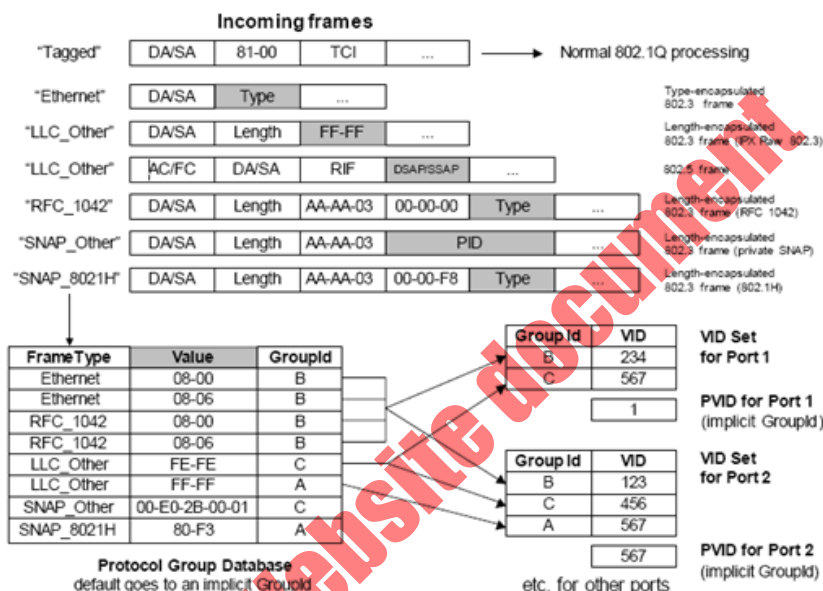 Incoming frames
"Tagged" DA/SA 81-00 TCI ... Normal 802.1Q processing
"Ethernet" DA/SA Type ... Type-encapsulated
802.3 frame
"LLC_Other" DA/SA Length FF-FF ... Length-encapsulated
802.3 frame (IPX Raw 802.3)
"LLC_Other" AC/FC DA/SA RIF DSAP/SSAP ... 802.5 frame
"RFC_1042" DA/SA Length AA-AA-03 00-00-00 Type ... Length-encapsulated
802.3 frame (RFC 1042)
"SNAP_Other" DA/SA Length AA-AA-03 PID ... Length-encapsulated
802.3 frame (private SNAP)
"SNAP_8021H" DA/SA Length AA-AA-03 00-00-F8 Type ... Length-encapsulated
802.3 frame (802.1H)
FrameType Value GroupId
Ethernet 08-00 B
Ethernet 08-06 B
RFC_1042 08-00 B
RFC_1042 08-06 B
LLC_Other FE-FE C
LLC_Other FF-FF A
SNAP_Other 00-E0-2B-00-01 C
SNAP_8021H 80-F3 A
Protocol Group Database
default goes to an implicit GroupId
Group Id VID VID Set
for Port 1
B 234
C 567
1 PVID for Port 1
(implicit GroupId)
Group Id VID VID Set
for Port 2
B 123
C 456
A 567
567 PVID for Port 2
(implicit GroupId)
etc. for other ports
website document